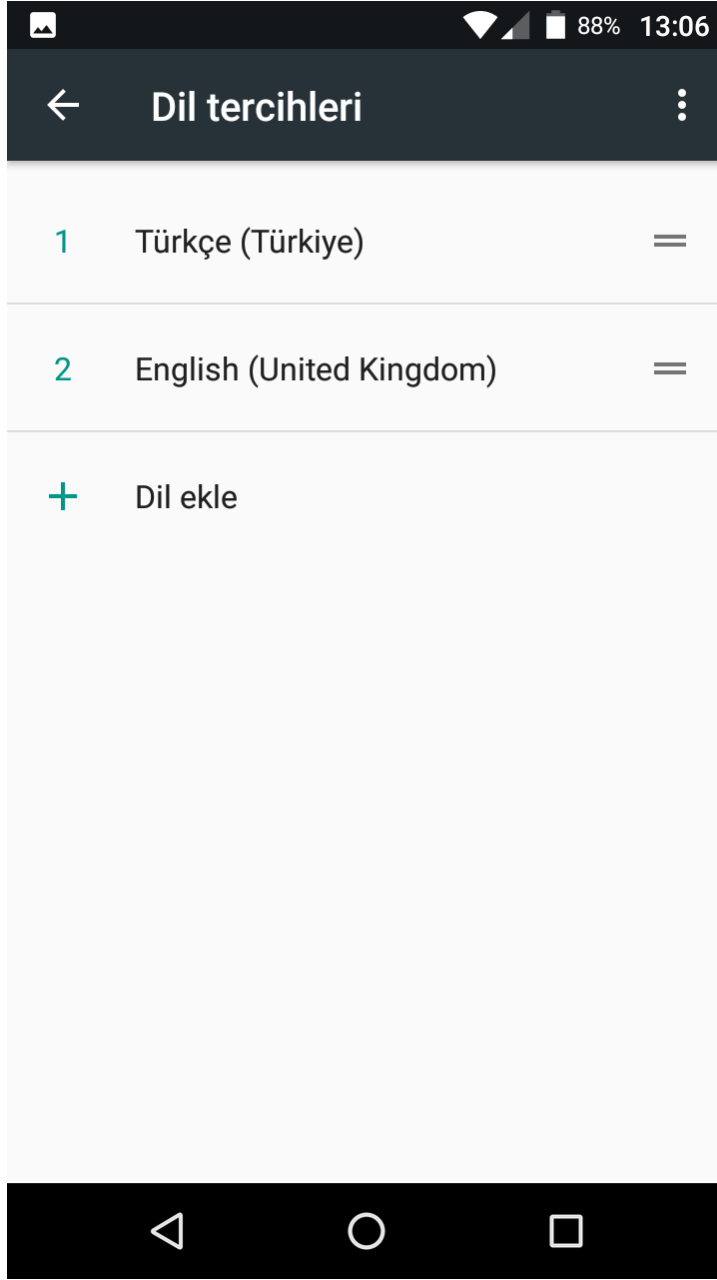 88% 13:06
Dil tercihleri
1 Türkçe (Türkiye)
2 English (United Kingdom)
+ Dil ekle